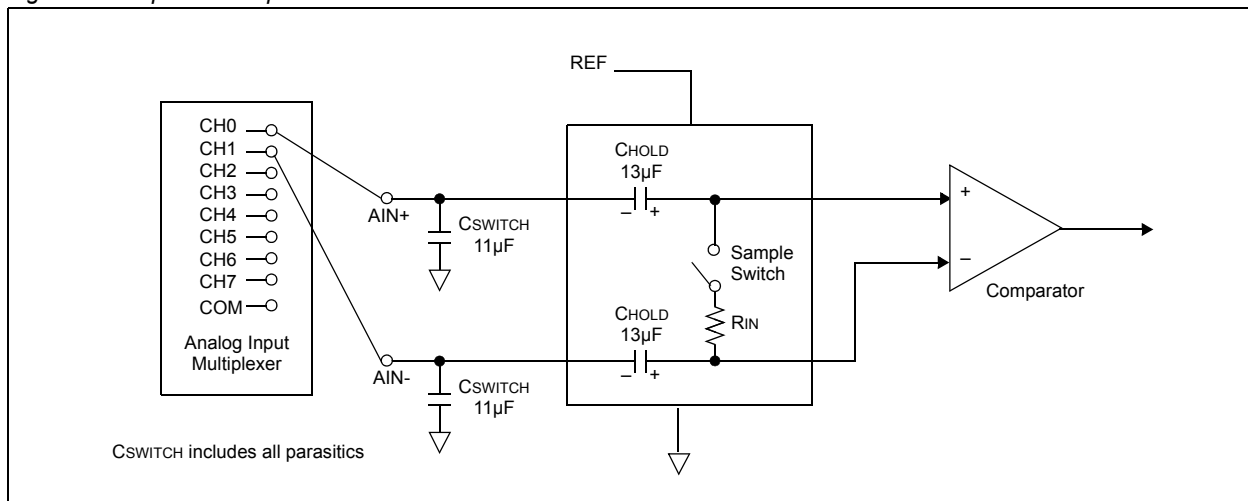 REF
CH0
CH1
CH2
CH3
CH4
CH5
CH6
CH7
COM
Analog Input
Multiplexer
AIN+
CSWITCH
11µF
AIN-
CSWITCH
11µF
CHOLD
13µF
– +
Sample
Switch
RIN
CHOLD
13µF
– +
+
–
Comparator
CSWITCH includes all parasitics